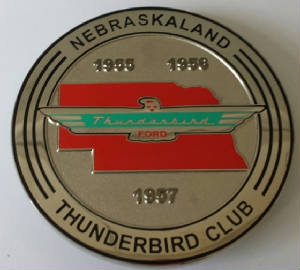 NEBRASKALAND
1955 1956
Thunderbird
FORD
1957
THUNDERBIRD CLUB